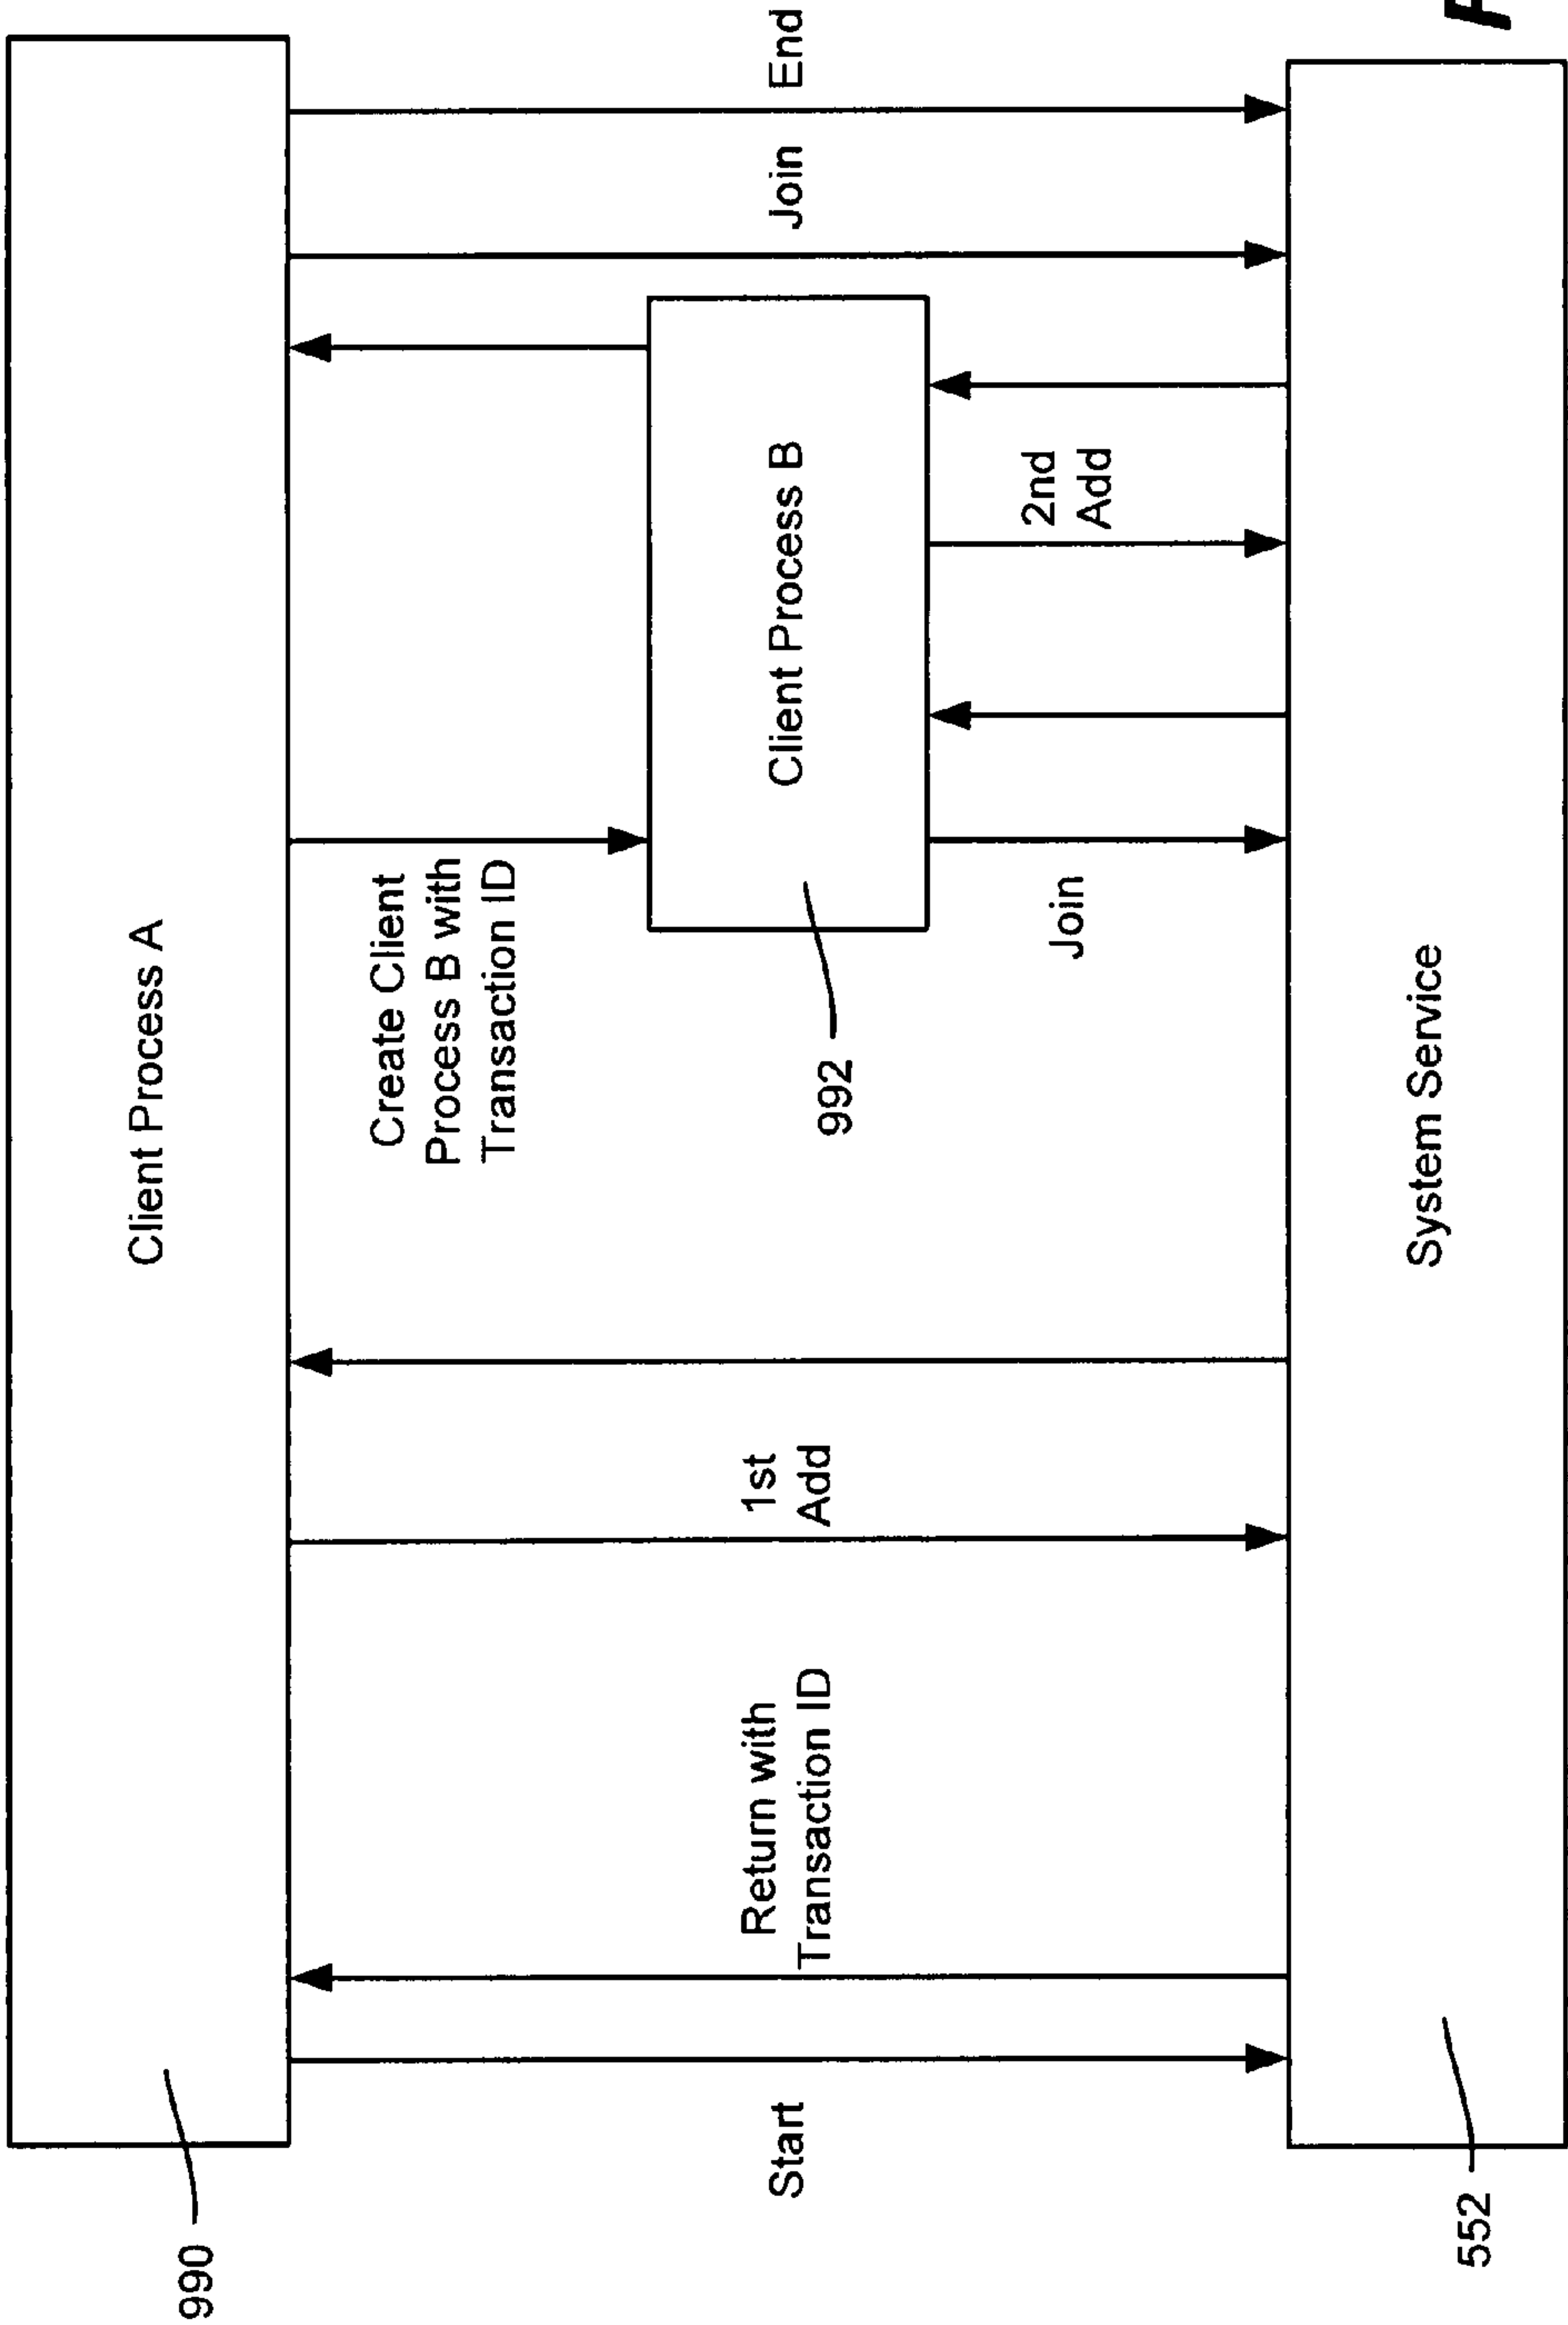 990
Client Process A
Start
Return with
Transaction ID
1st
Add
Create Client
Process B with
Transaction ID
992
Client Process B
Join
2nd
Add
Join
End
552
System Service